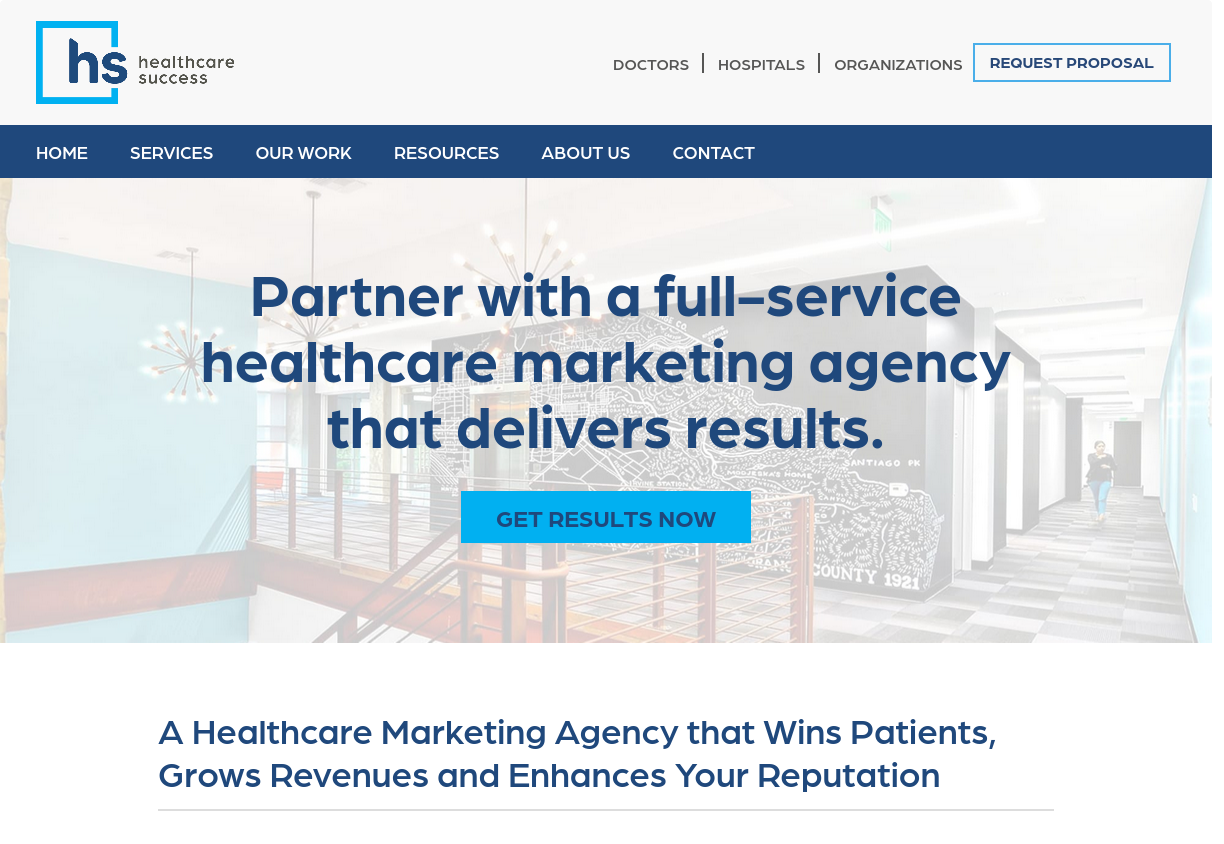 hs healthcare
success
DOCTORS
HOSPITALS
ORGANIZATIONS
REQUEST PROPOSAL
HOME
SERVICES
OUR WORK
RESOURCES
ABOUT US
CONTACT
Partner with a full-service
healthcare marketing agency
that delivers results.
SANTIAGO PK
MODJESKA'S HOME
COUNTY 1921
GET RESULTS NOW
A Healthcare Marketing Agency that Wins Patients,
Grows Revenues and Enhances Your Reputation